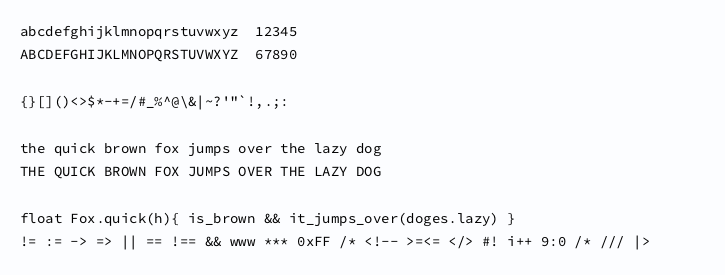 abcdefghijklmnopqrstuvwxyz  12345
ABCDEFGHIJKLMNOPQRSTUVWXYZ  67890
{}[]()<>$*-+=/#_%^@\&|~?'"`!,.;:
the quick brown fox jumps over the lazy dog
THE QUICK BROWN FOX JUMPS OVER THE LAZY DOG
float Fox.quick(h){ is_brown && it_jumps_over(doges.lazy) }
!= := -> => || == !== && www *** 0xFF /* <!-- >=<= </> #! i++ 9:0 /* /// |>